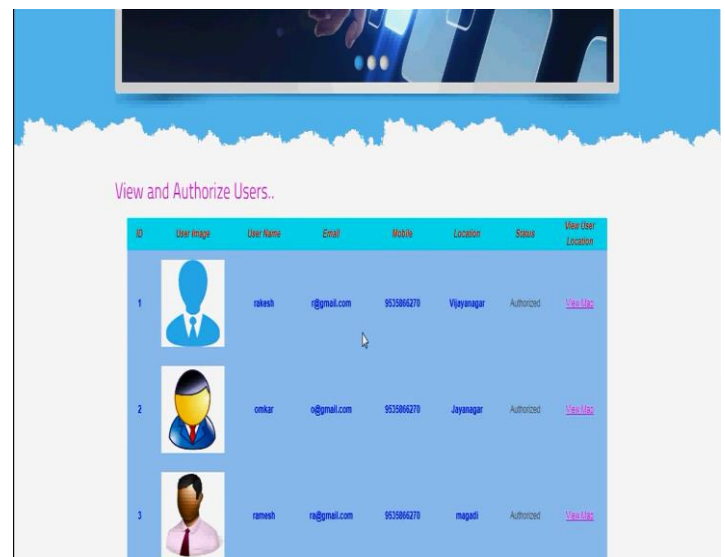 View and Authorize Users..
ID User Image User Name Email Mobile Location Status View User Location
1 rakesh r@gmail.com 9535866270 Vijayanagar Authorized View Map
2 omkar o@gmail.com 9535866270 Jayanagar Authorized View Map
3 ramesh ra@gmail.com 9535866270 magadi Authorized View Map